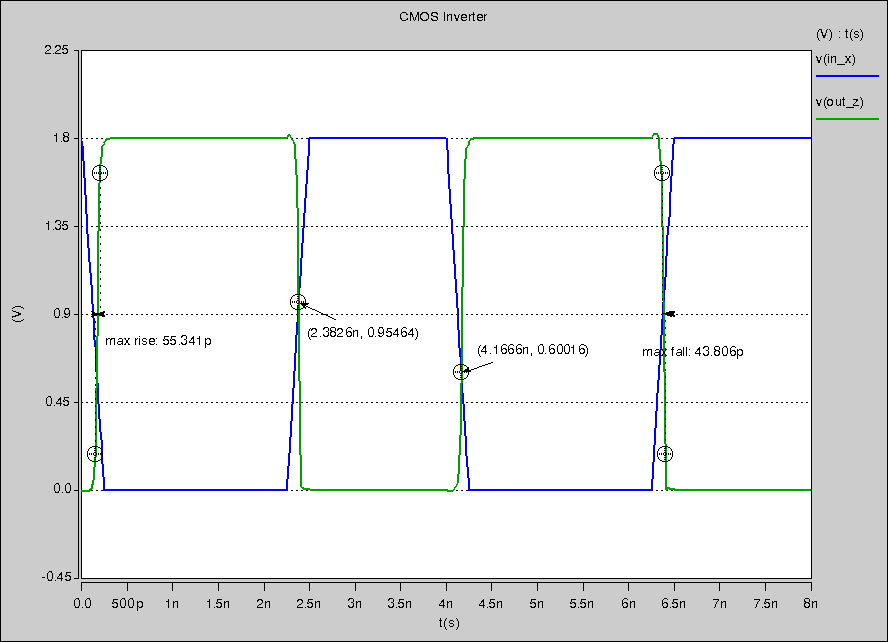 CMOS Inverter
(V) : t(s)
v(in_x)
v(out_z)
2.25
1.8
1.35
0.9
0.45
0.0
-0.45
(V)
max rise: 55.341p
(2.3826n, 0.95464)
(4.1666n, 0.60016)
max fall: 43.806p
0.0 500p 1n 1.5n 2n 2.5n 3n 3.5n 4n 4.5n 5n 5.5n 6n 6.5n 7n 7.5n 8n
t(s)